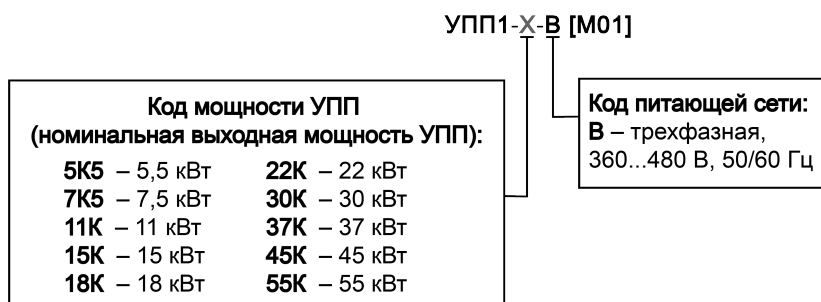 УПП1-X-В [М01]
Код мощности УПП
(номинальная выходная мощность УПП):
5К5 – 5,5 кВт 22К – 22 кВт
7К5 – 7,5 кВт 30К – 30 кВт
11К – 11 кВт 37К – 37 кВт
15К – 15 кВт 45К – 45 кВт
18К – 18 кВт 55К – 55 кВт
Код питающей сети:
В – трехфазная,
360...480 В, 50/60 Гц